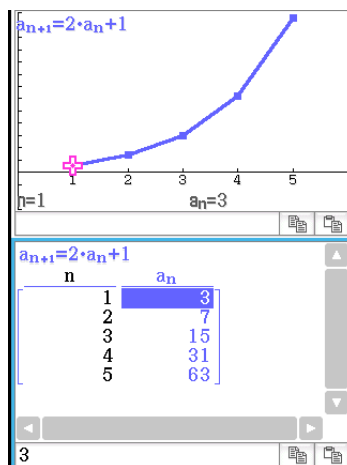 aₙ₊₁=2·aₙ+1
1 2 3 4 5
n=1 aₙ=3
aₙ₊₁=2·aₙ+1
n aₙ
1 3
2 7
3 15
4 31
5 63
3